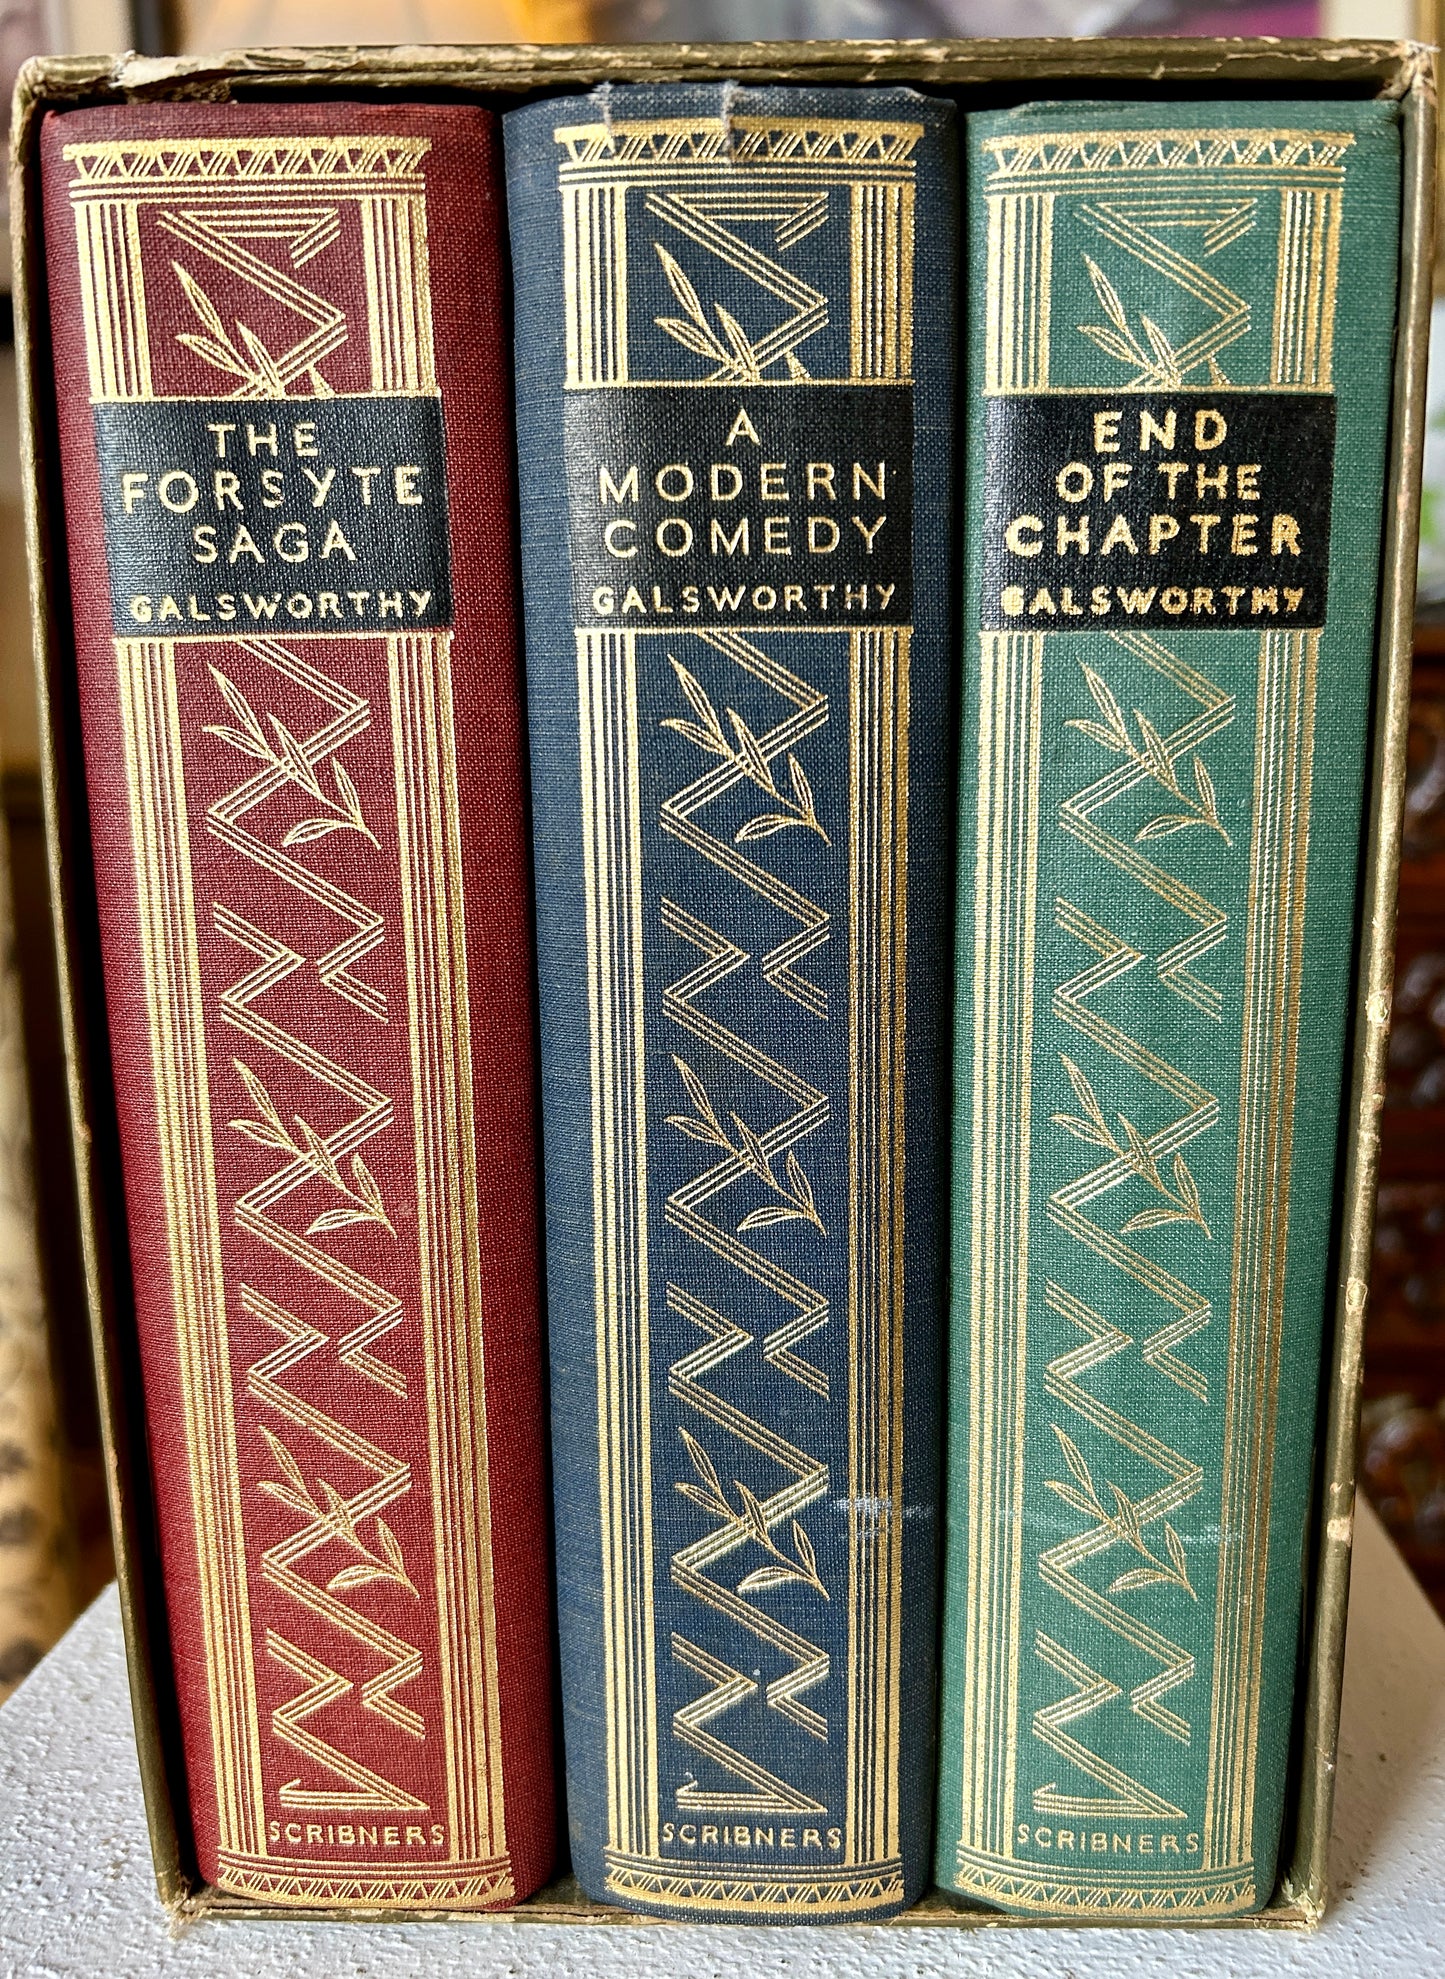 THE
FORSYTE
SAGA
GALSWORTHY
SCRIBNERS
A
MODERN
COMEDY
GALSWORTHY
SCRIBNERS
END
OF THE
CHAPTER
GALSWORTHY
SCRIBNERS